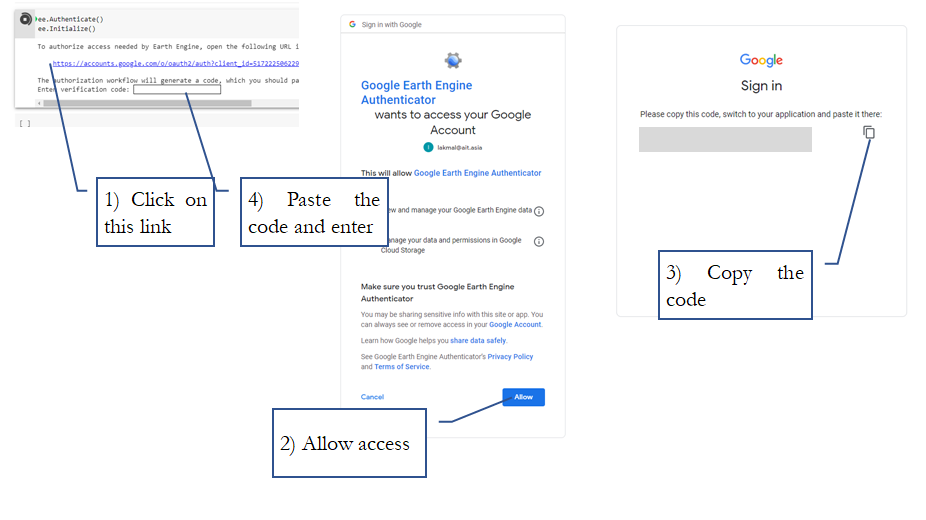 ee.Authenticate()
ee.Initialize()
To authorize access needed by Earth Engine, open the following URL i
https://accounts.google.com/o/oauth2/auth?client_id=517222506229
The authorization workflow will generate a code, which you should pa
Enter verification code:
[ ]
1) Click on
this link
4) Paste the
code and enter
Sign in with Google
Google Earth Engine
Authenticator
wants to access your Google
Account
lakmal@ait.asia
This will allow Google Earth Engine Authenticator
ew and manage your Google Earth Engine data
anage your data and permissions in Google
Cloud Storage
Make sure you trust Google Earth Engine
Authenticator
You may be sharing sensitive info with this site or app. You
can always see or remove access in your Google Account.
Learn how Google helps you share data safely.
See Google Earth Engine Authenticator's Privacy Policy
and Terms of Service.
Cancel
Allow
2) Allow access
Google
Sign in
Please copy this code, switch to your application and paste it there:
3) Copy the
code